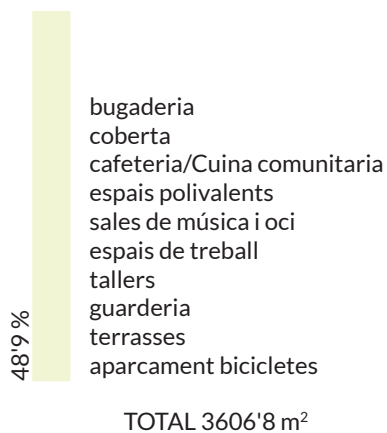 bugaderia
coberta
cafeteria/Cuina comunitaria
espais polivalents
sales de música i oci
espais de treball
tallers
guarderia
terrasses
aparcament bicicletes
48'9 %
TOTAL 3606'8 m²